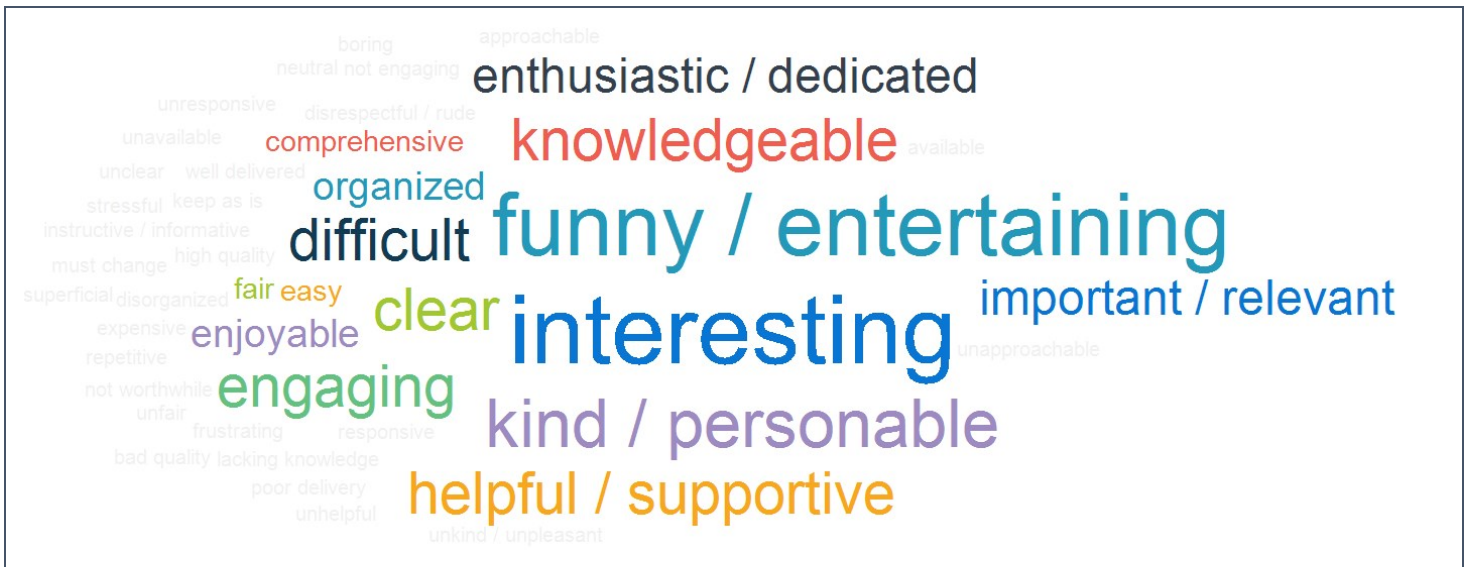 boring approachable
neutral not engaging enthusiastic / dedicated
unresponsive disrespectful / rude
unavailable comprehensive knowledgeable available
unclear well delivered
organized
stressful keep as is
funny / entertaining
instructive / informative
difficult
must change high quality
superficial disorganized fair easy
clear interesting important / relevant
expensive enjoyable
repetitive unapproachable
not worthwhile engaging
unfair
frustrating responsive kind / personable
bad quality lacking knowledge
poor delivery helpful / supportive
unhelpful
unkind / unpleasant